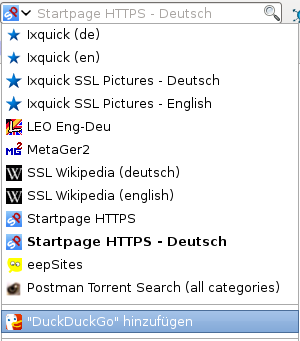 Startpage HTTPS - Deutsch
Ixquick (de)
Ixquick (en)
Ixquick SSL Pictures - Deutsch
Ixquick SSL Pictures - English
LEO Eng-Deu
MetaGer2
SSL Wikipedia (deutsch)
SSL Wikipedia (english)
Startpage HTTPS
Startpage HTTPS - Deutsch
eepSites
Postman Torrent Search (all categories)
"DuckDuckGo" hinzufügen